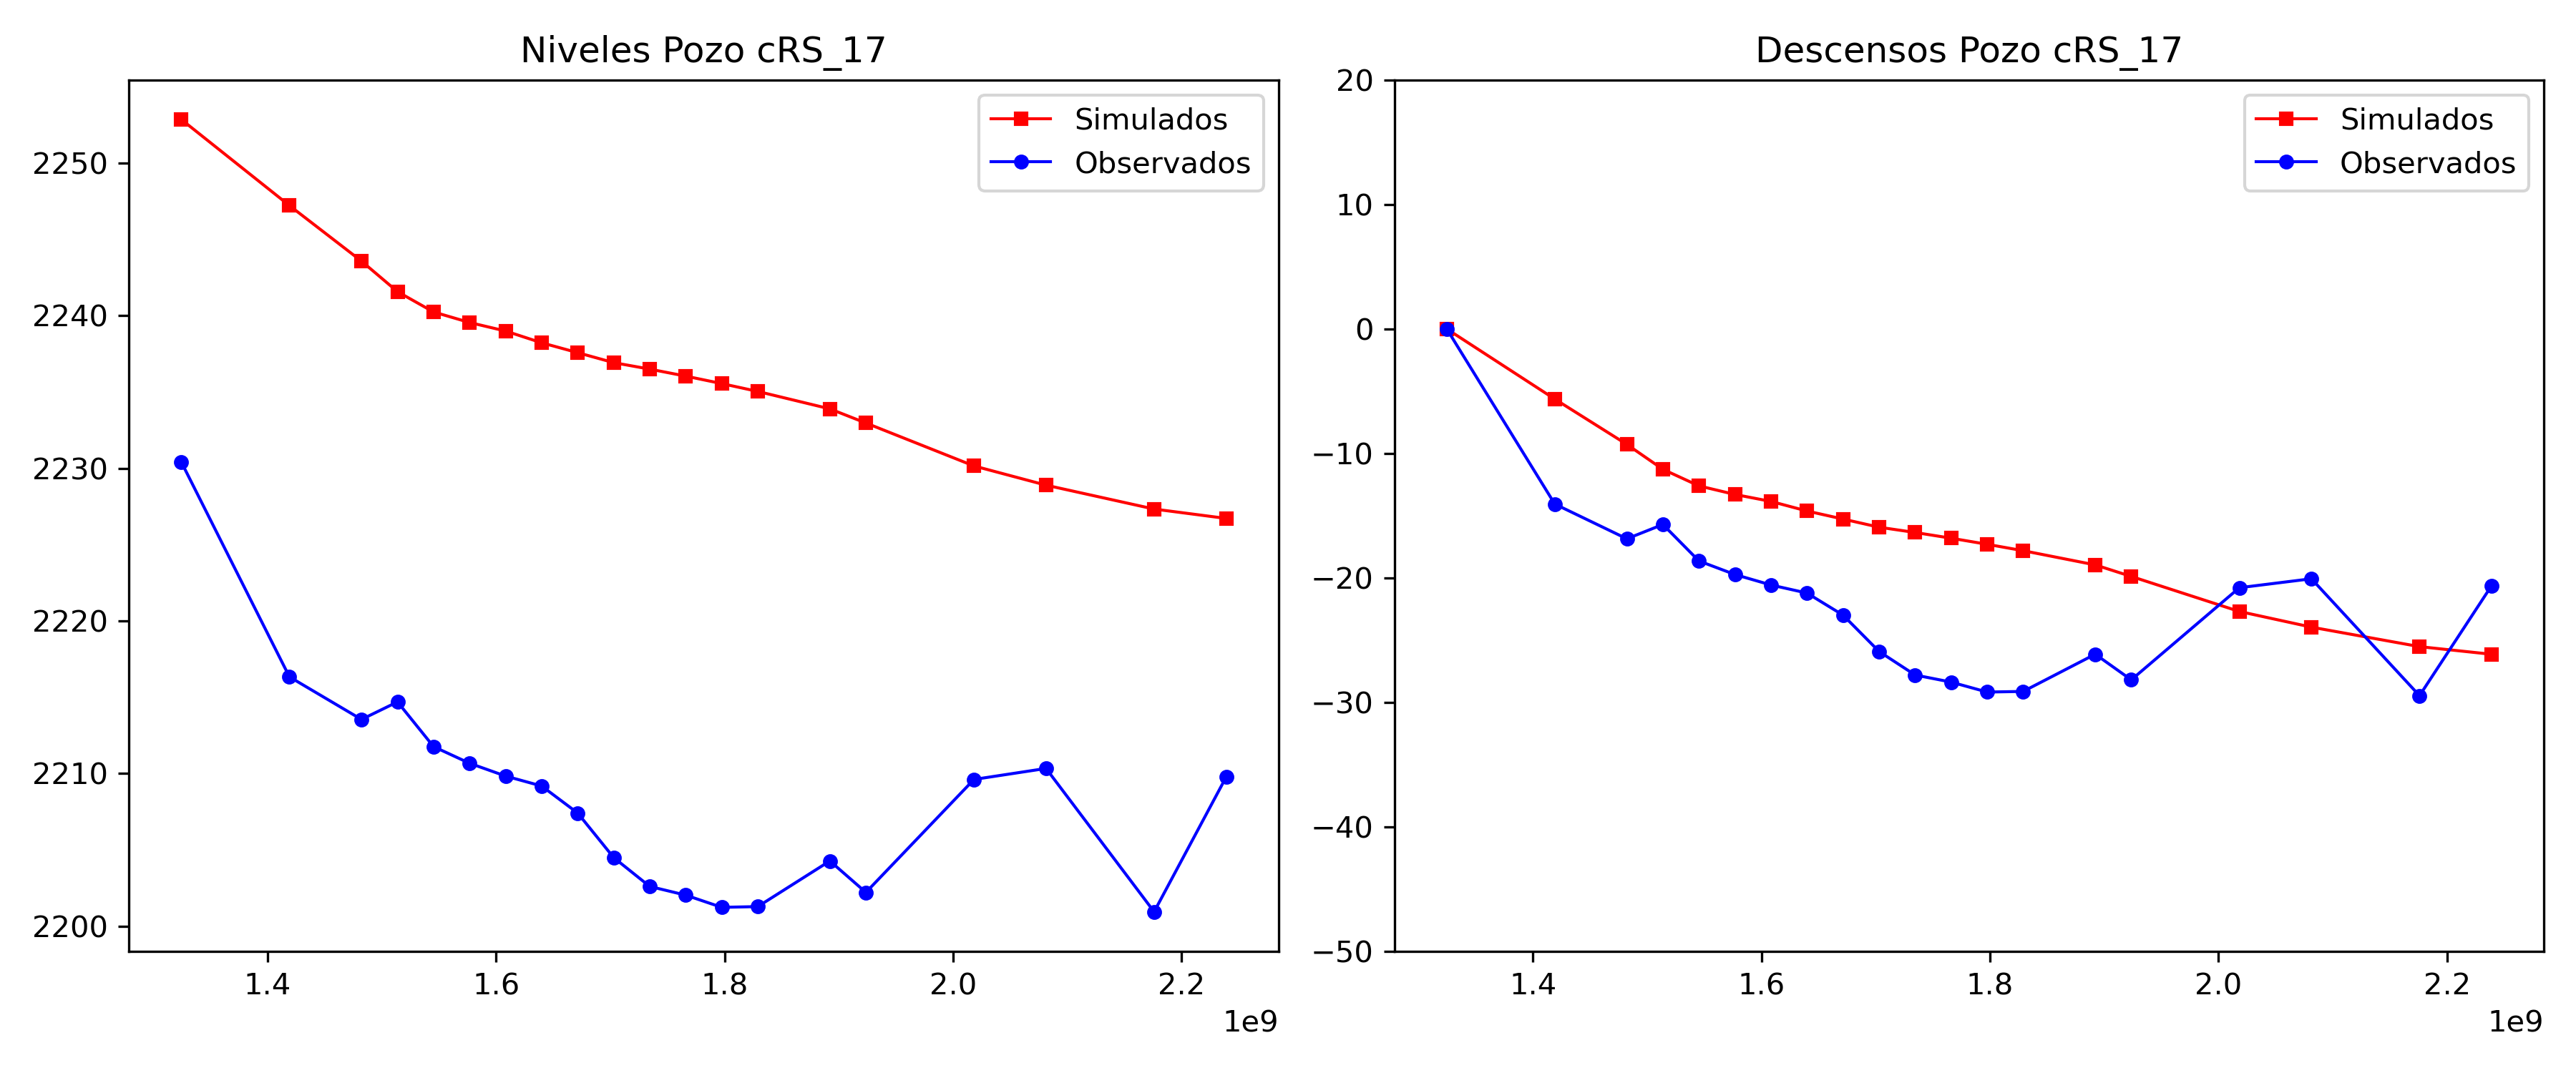 Niveles Pozo cRS_17
Simulados
Observados
2250
2240
2230
2220
2210
2200
1.4 1.6 1.8 2.0 2.2
1e9
Descensos Pozo cRS_17
Simulados
Observados
20
10
0
−10
−20
−30
−40
−50
1.4 1.6 1.8 2.0 2.2
1e9